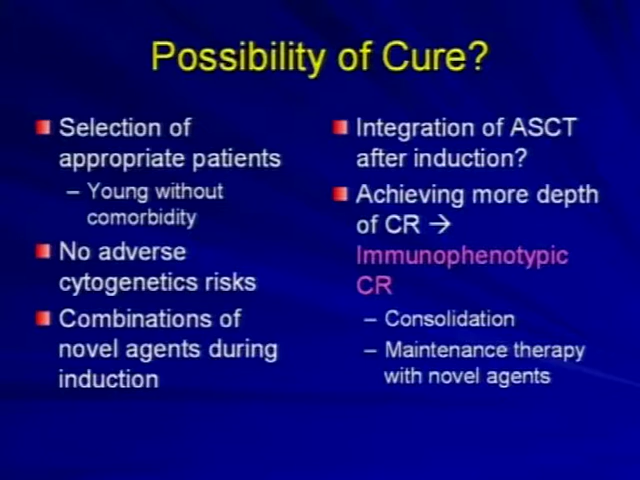 Possibility of Cure?
Selection of
appropriate patients
– Young without
comorbidity
No adverse
cytogenetics risks
Combinations of
novel agents during
induction
Integration of ASCT
after induction?
Achieving more depth
of CR →
Immunophenotypic
CR
– Consolidation
– Maintenance therapy
with novel agents